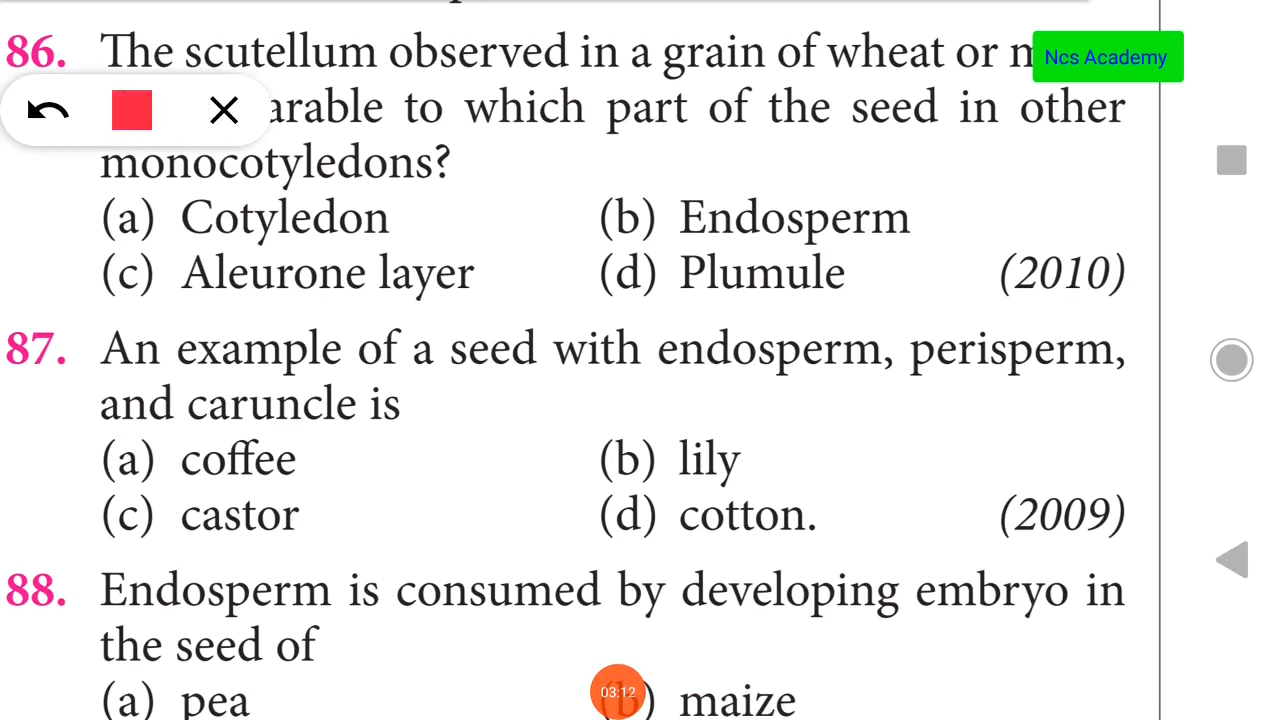 86. The scutellum observed in a grain of wheat or
Ncs Academy
to which part of the seed in other
monocotyledons?
(a) Cotyledon (b) Endosperm
(c) Aleurone layer (d) Plumule (2010)
87. An example of a seed with endosperm, perisperm,
and caruncle is
(a) coffee (b) lily
(c) castor (d) cotton. (2009)
88. Endosperm is consumed by developing embryo in
the seed of
03:12
(a) pea (b) maize